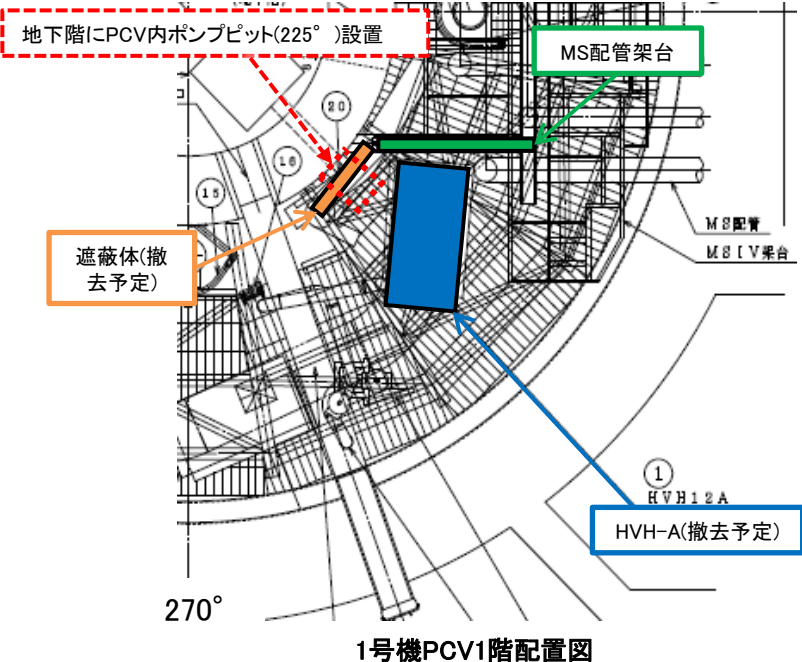 地下階にPCV内ポンプピット(225°)設置
MS配管架台
20
16
15
MS配管
MSIV架台
遮蔽体(撤
去予定)
1
HVH12A
HVH-A(撤去予定)
270°
1号機PCV1階配置図